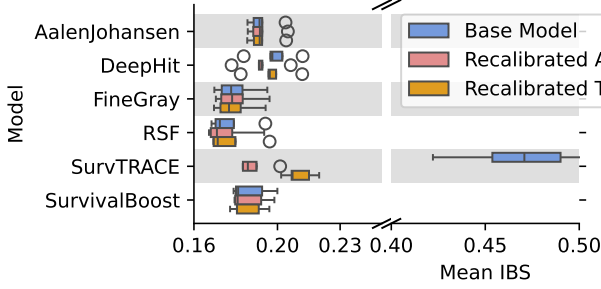 AalenJohansen
DeepHit
FineGray
RSF
SurvTRACE
SurvivalBoost
Model
0.16 0.20 0.23 0.40 0.45 0.50
Mean IBS
Base Model
Recalibrated A
Recalibrated T